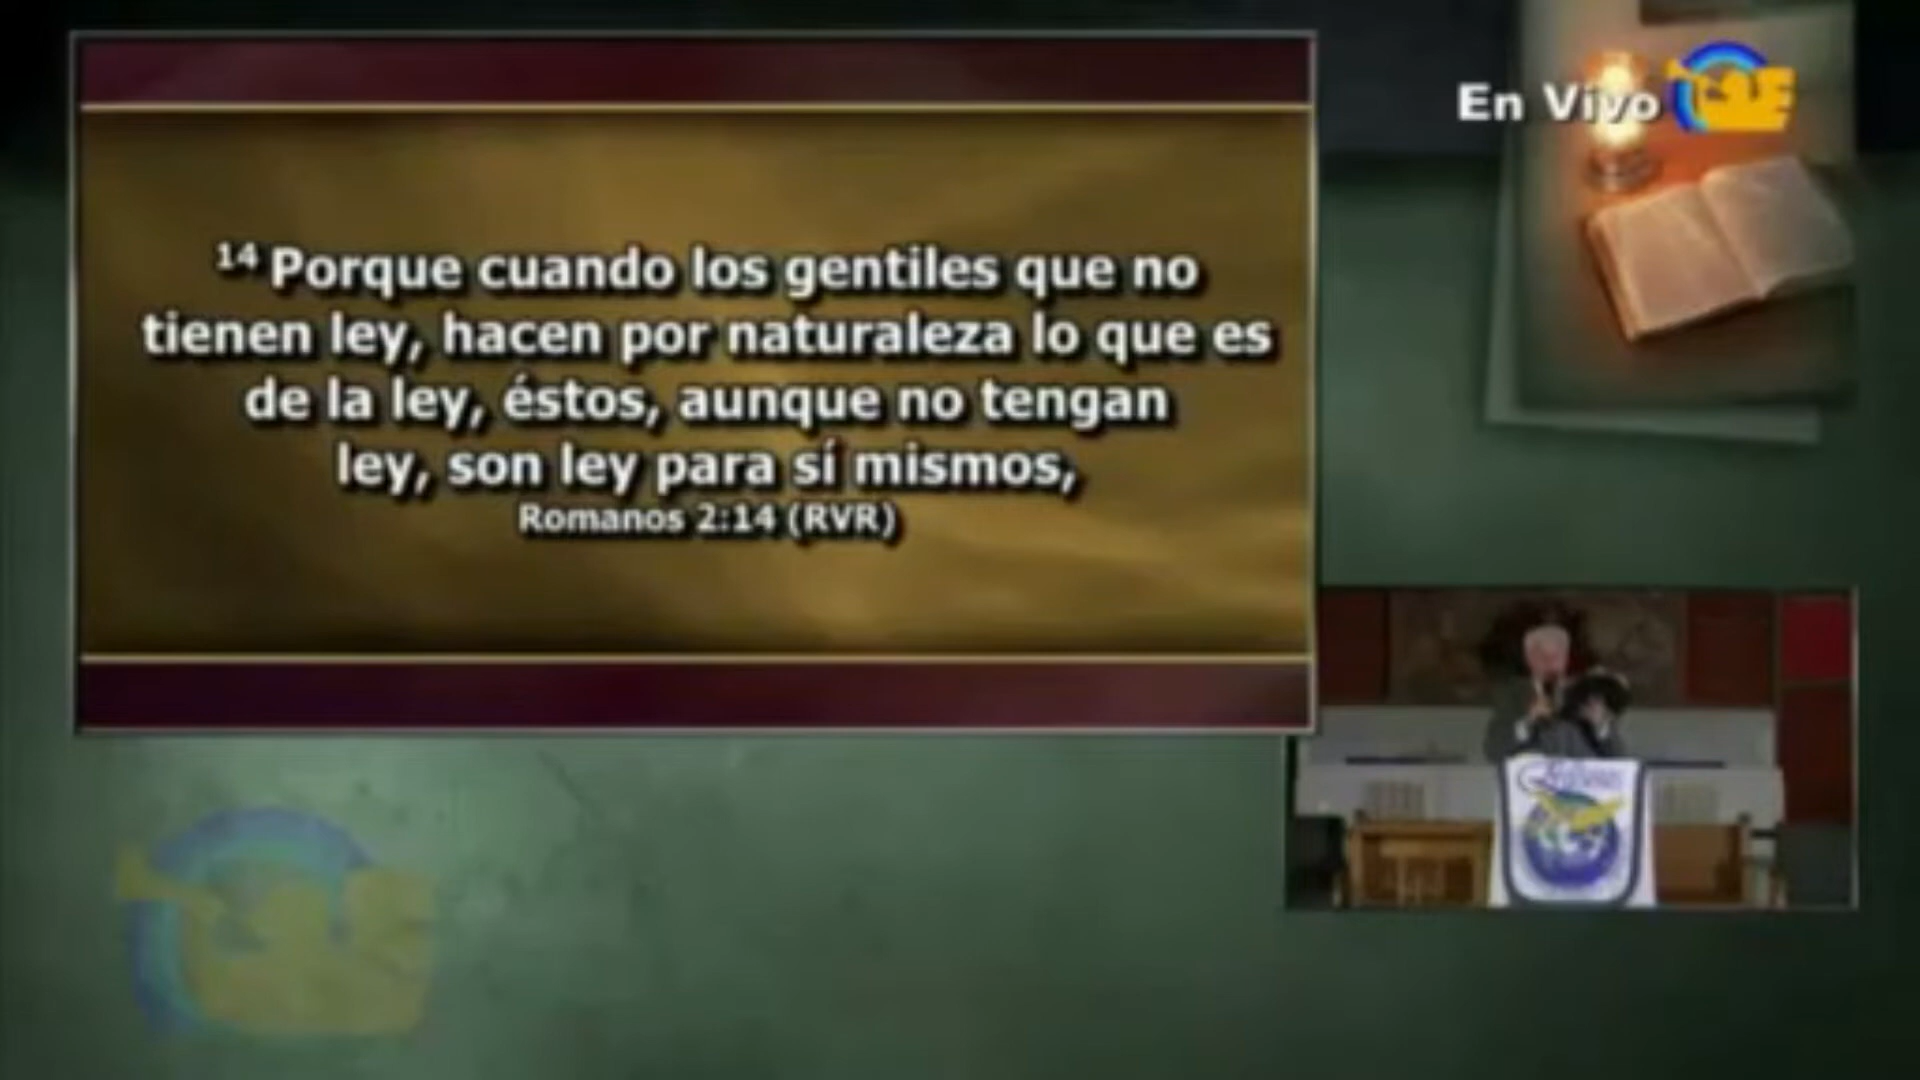 En Vivo
14 Porque cuando los gentiles que no
tienen ley, hacen por naturaleza lo que es
de la ley, éstos, aunque no tengan
ley, son ley para sí mismos,
Romanos 2:14 (RVR)